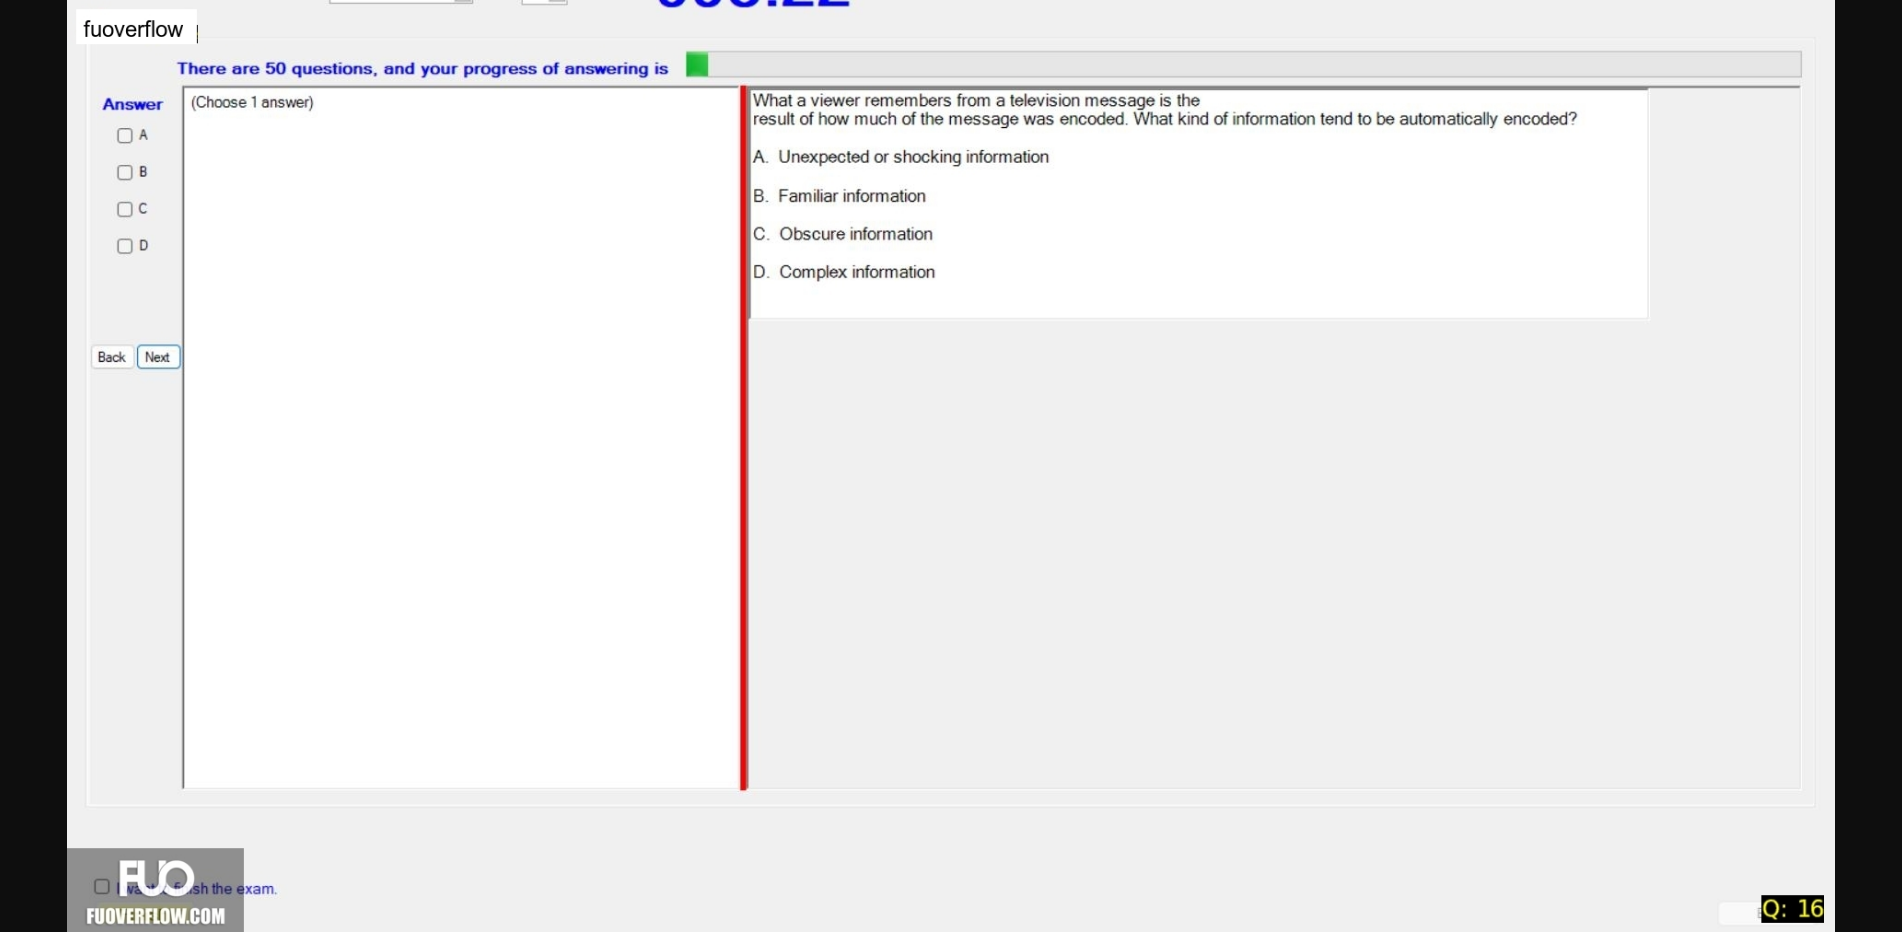 fuoverflow
There are 50 questions, and your progress of answering is
Answer
(Choose 1 answer)
A
B
C
D
Back
Next
What a viewer remembers from a television message is the
result of how much of the message was encoded. What kind of information tend to be automatically encoded?
A. Unexpected or shocking information
B. Familiar information
C. Obscure information
D. Complex information
FUO
I want finish the exam.
FUOVERFLOW.COM
Q: 16